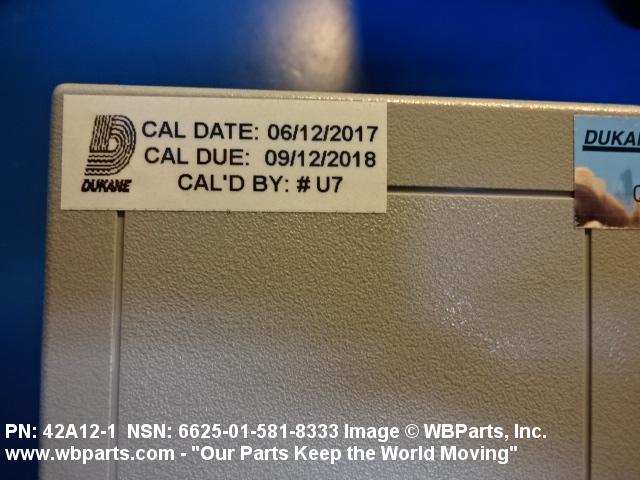 CAL DATE: 06/12/2017
CAL DUE: 09/12/2018
CAL'D BY: # U7
DUKANE
PN: 42A12-1 NSN: 6625-01-581-8333 Image © WBParts, Inc.
www.wbparts.com - "Our Parts Keep the World Moving"